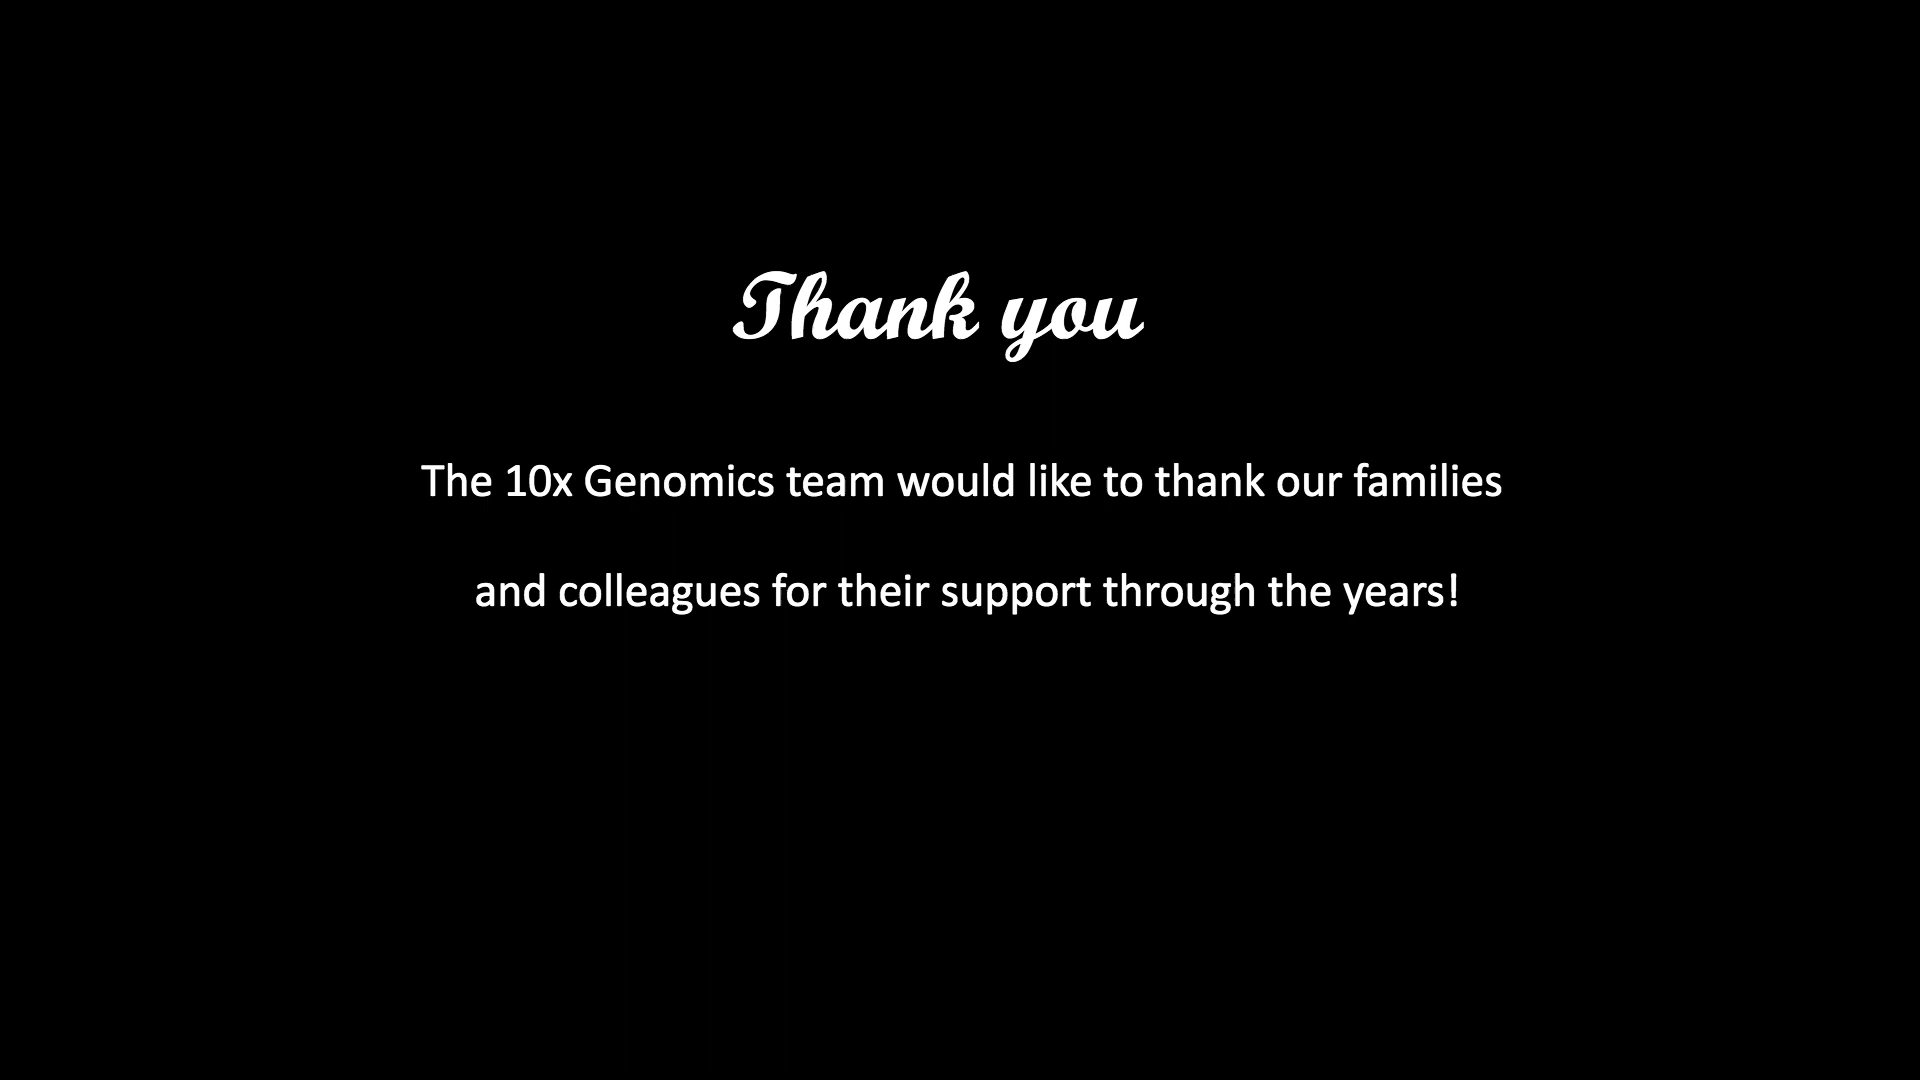 Thank you
The 10x Genomics team would like to thank our families
and colleagues for their support through the years!